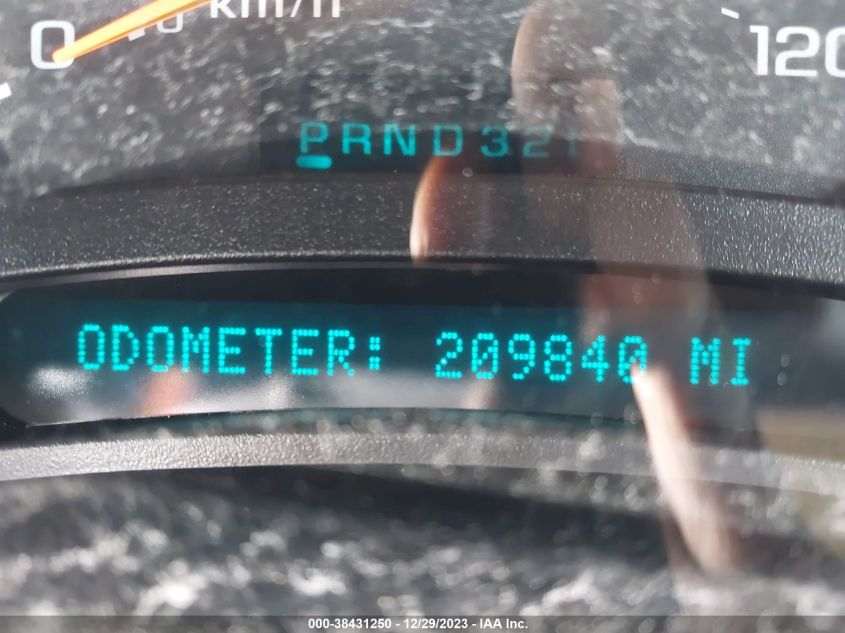 km/h
0
120
PRND321
ODOMETER: 209840 MI
000-38431250 - 12/29/2023 - IAA Inc.